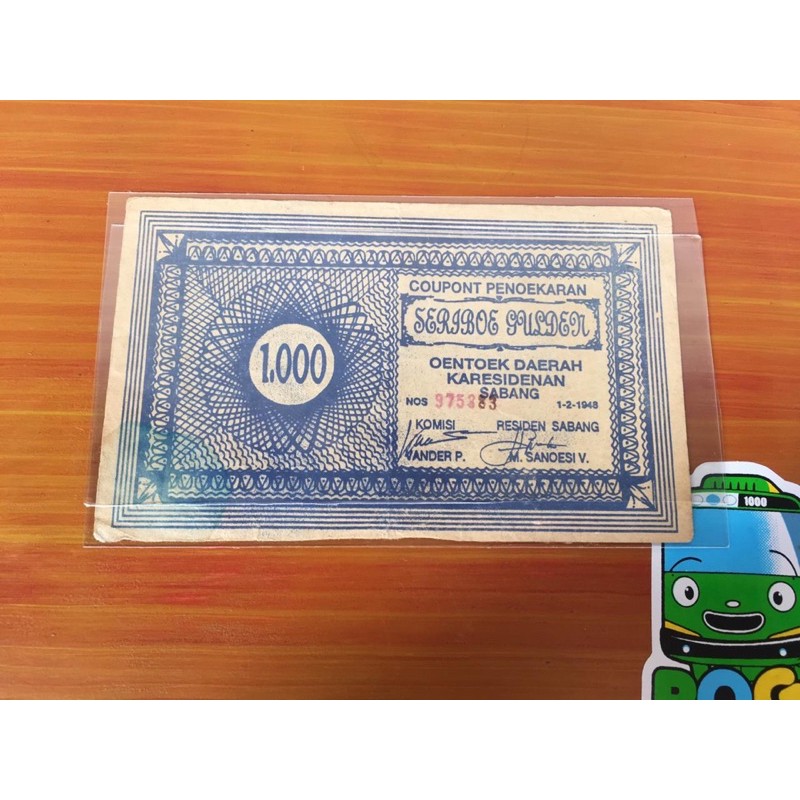 COUPONT PENOEKARAN
SERIBOE GULDEN
1.000
OENTOEK DAERAH
KARESIDENAN
SABANG
NOS 975383 1-2-1948
KOMISI RESIDEN SABANG
VANDER P. M. SANOESI V.
1000